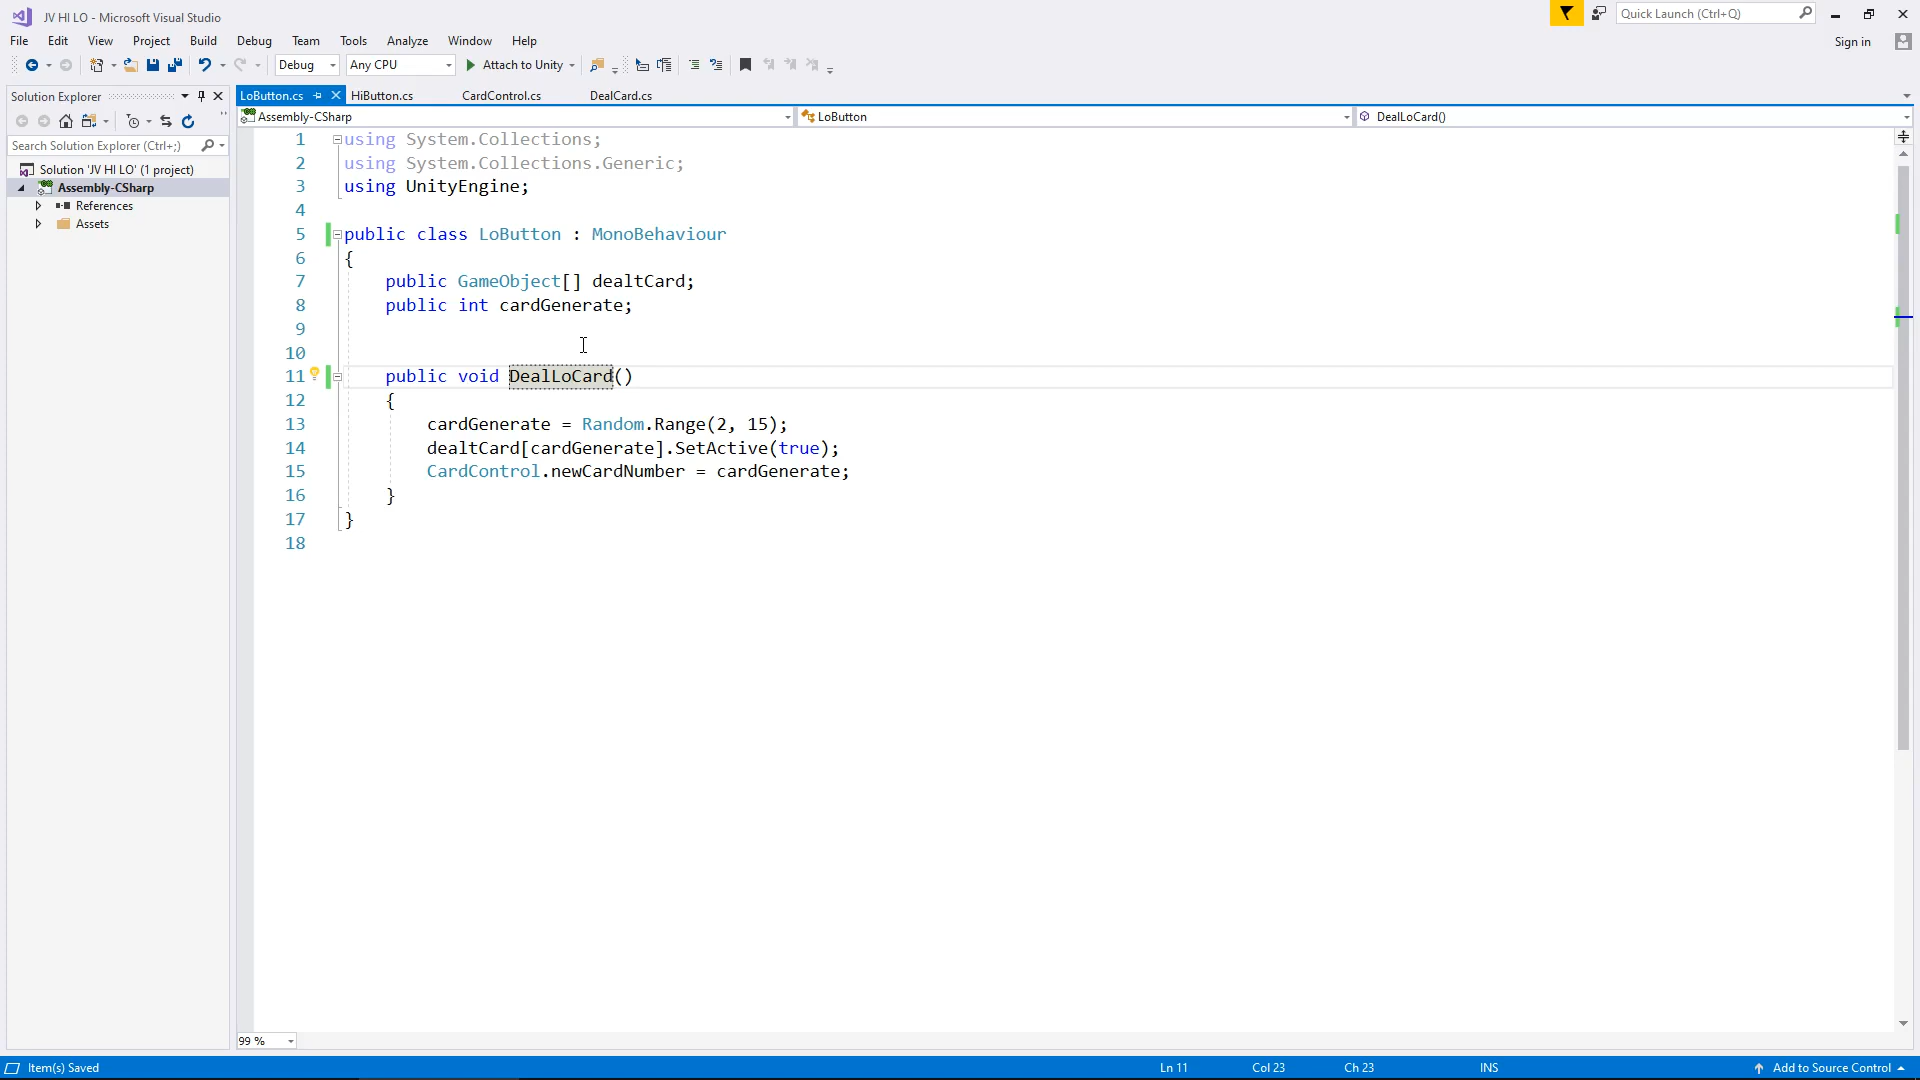 JV HI LO - Microsoft Visual Studio
Quick Launch (Ctrl+Q)
File Edit View Project Build Debug Team Tools Analyze Window Help
Sign in
Debug Any CPU Attach to Unity
Solution Explorer
LoButton.cs HiButton.cs CardControl.cs DealCard.cs
Assembly-CSharp LoButton DealLoCard()
Search Solution Explorer (Ctrl+;)
Solution 'JV HI LO' (1 project)
Assembly-CSharp
References
Assets
1 using System.Collections;
2 using System.Collections.Generic;
3 using UnityEngine;
4
5 public class LoButton : MonoBehaviour
6 {
7 public GameObject[] dealtCard;
8 public int cardGenerate;
9
10
11 public void DealLoCard()
12 {
13 cardGenerate = Random.Range(2, 15);
14 dealtCard[cardGenerate].SetActive(true);
15 CardControl.newCardNumber = cardGenerate;
16 }
17 }
18
99 %
Item(s) Saved Ln 11 Col 23 Ch 23 INS Add to Source Control